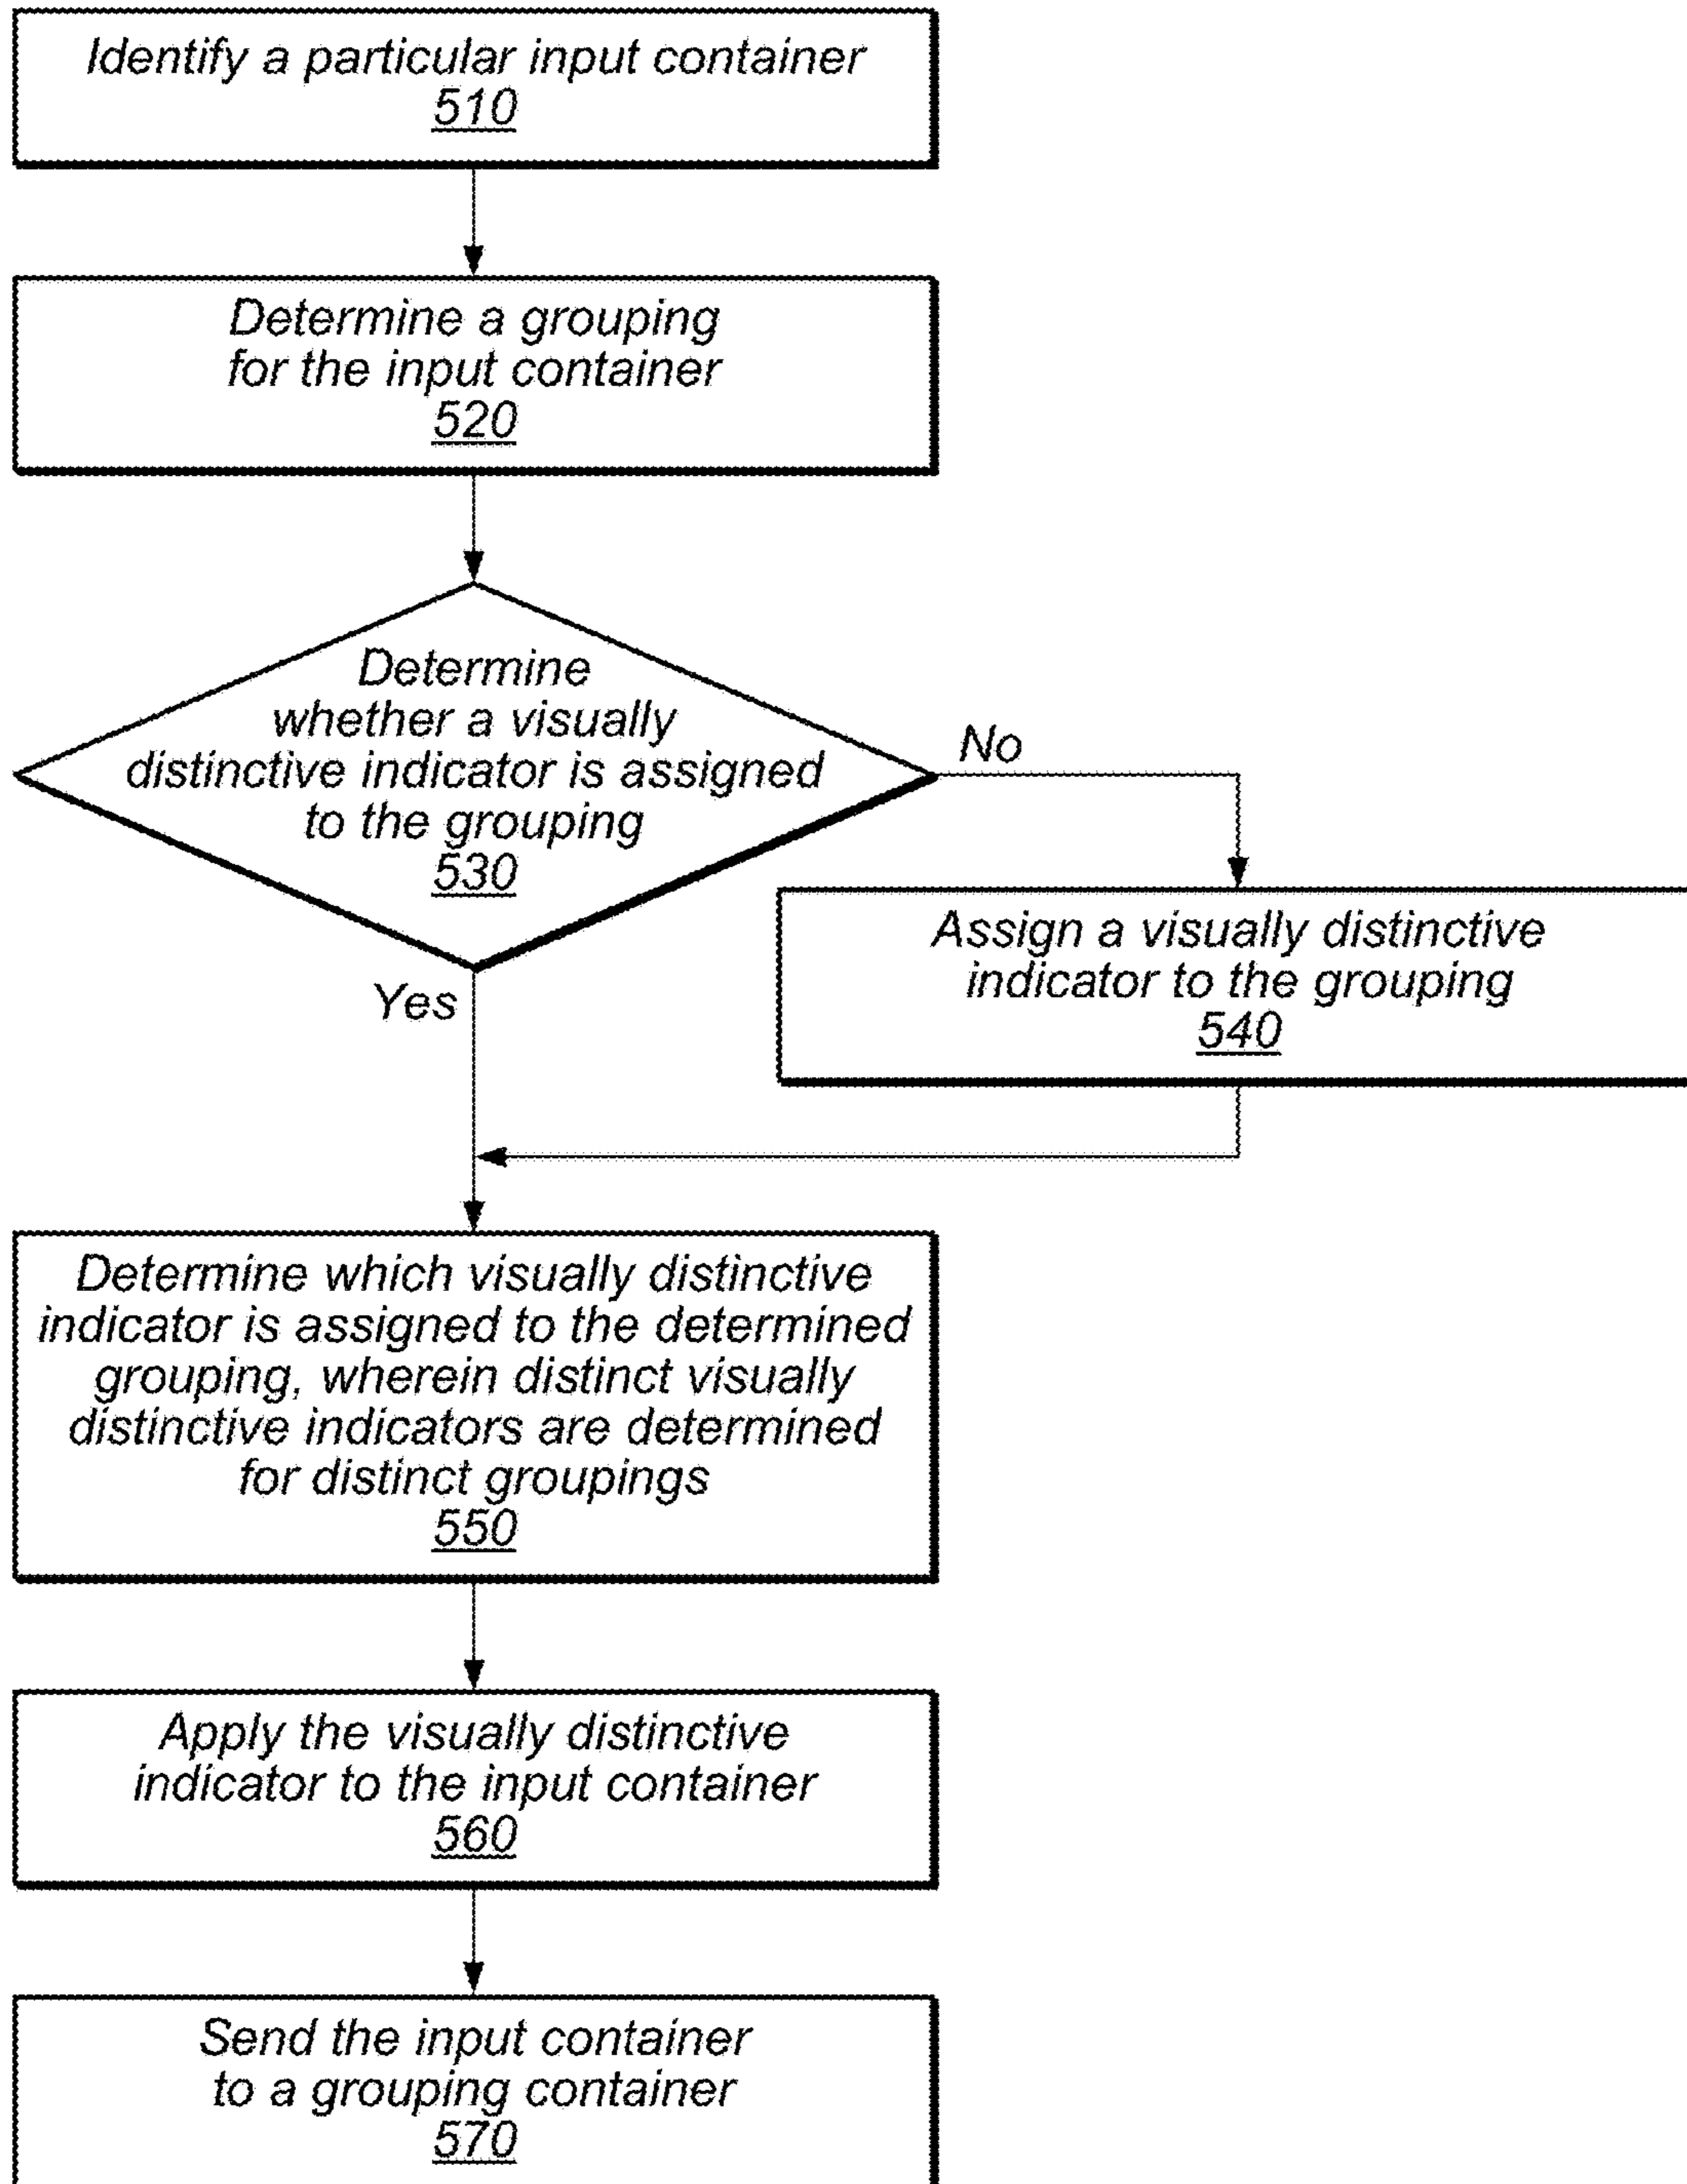 Identify a particular input container
510
Determine a grouping
for the input container
520
Determine
whether a visually
distinctive indicator is assigned
to the grouping
530
No
Assign a visually distinctive
indicator to the grouping
540
Yes
Determine which visually distinctive
indicator is assigned to the determined
grouping, wherein distinct visually
distinctive indicators are determined
for distinct groupings
550
Apply the visually distinctive
indicator to the input container
560
Send the input container
to a grouping container
570